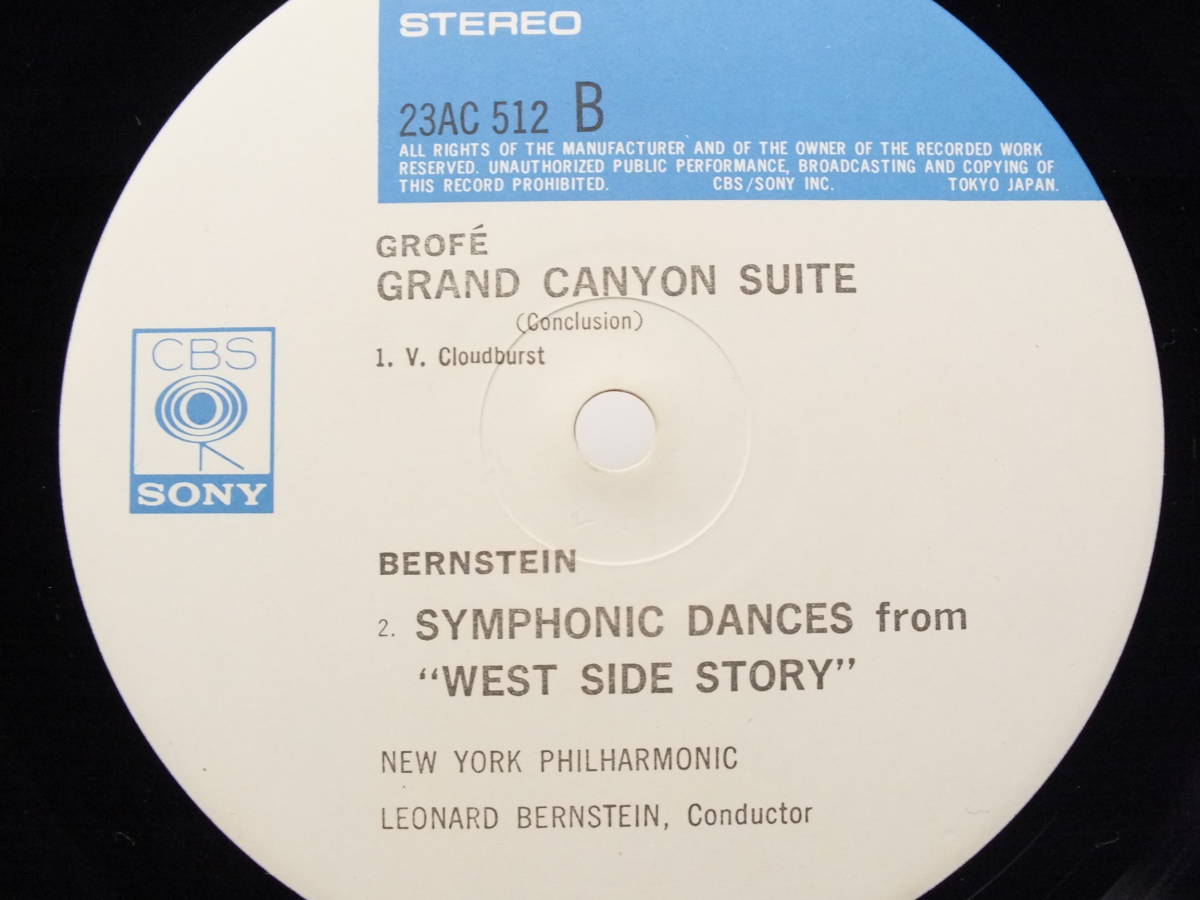 STEREO
23AC 512 B
ALL RIGHTS OF THE MANUFACTURER AND OF THE OWNER OF THE RECORDED WORK
RESERVED. UNAUTHORIZED PUBLIC PERFORMANCE, BROADCASTING AND COPYING OF
THIS RECORD PROHIBITED. CBS/SONY INC. TOKYO JAPAN.
GROFÉ
GRAND CANYON SUITE
(Conclusion)
1. V. Cloudburst
CBS
SONY
BERNSTEIN
2. SYMPHONIC DANCES from
“WEST SIDE STORY”
NEW YORK PHILHARMONIC
LEONARD BERNSTEIN, Conductor